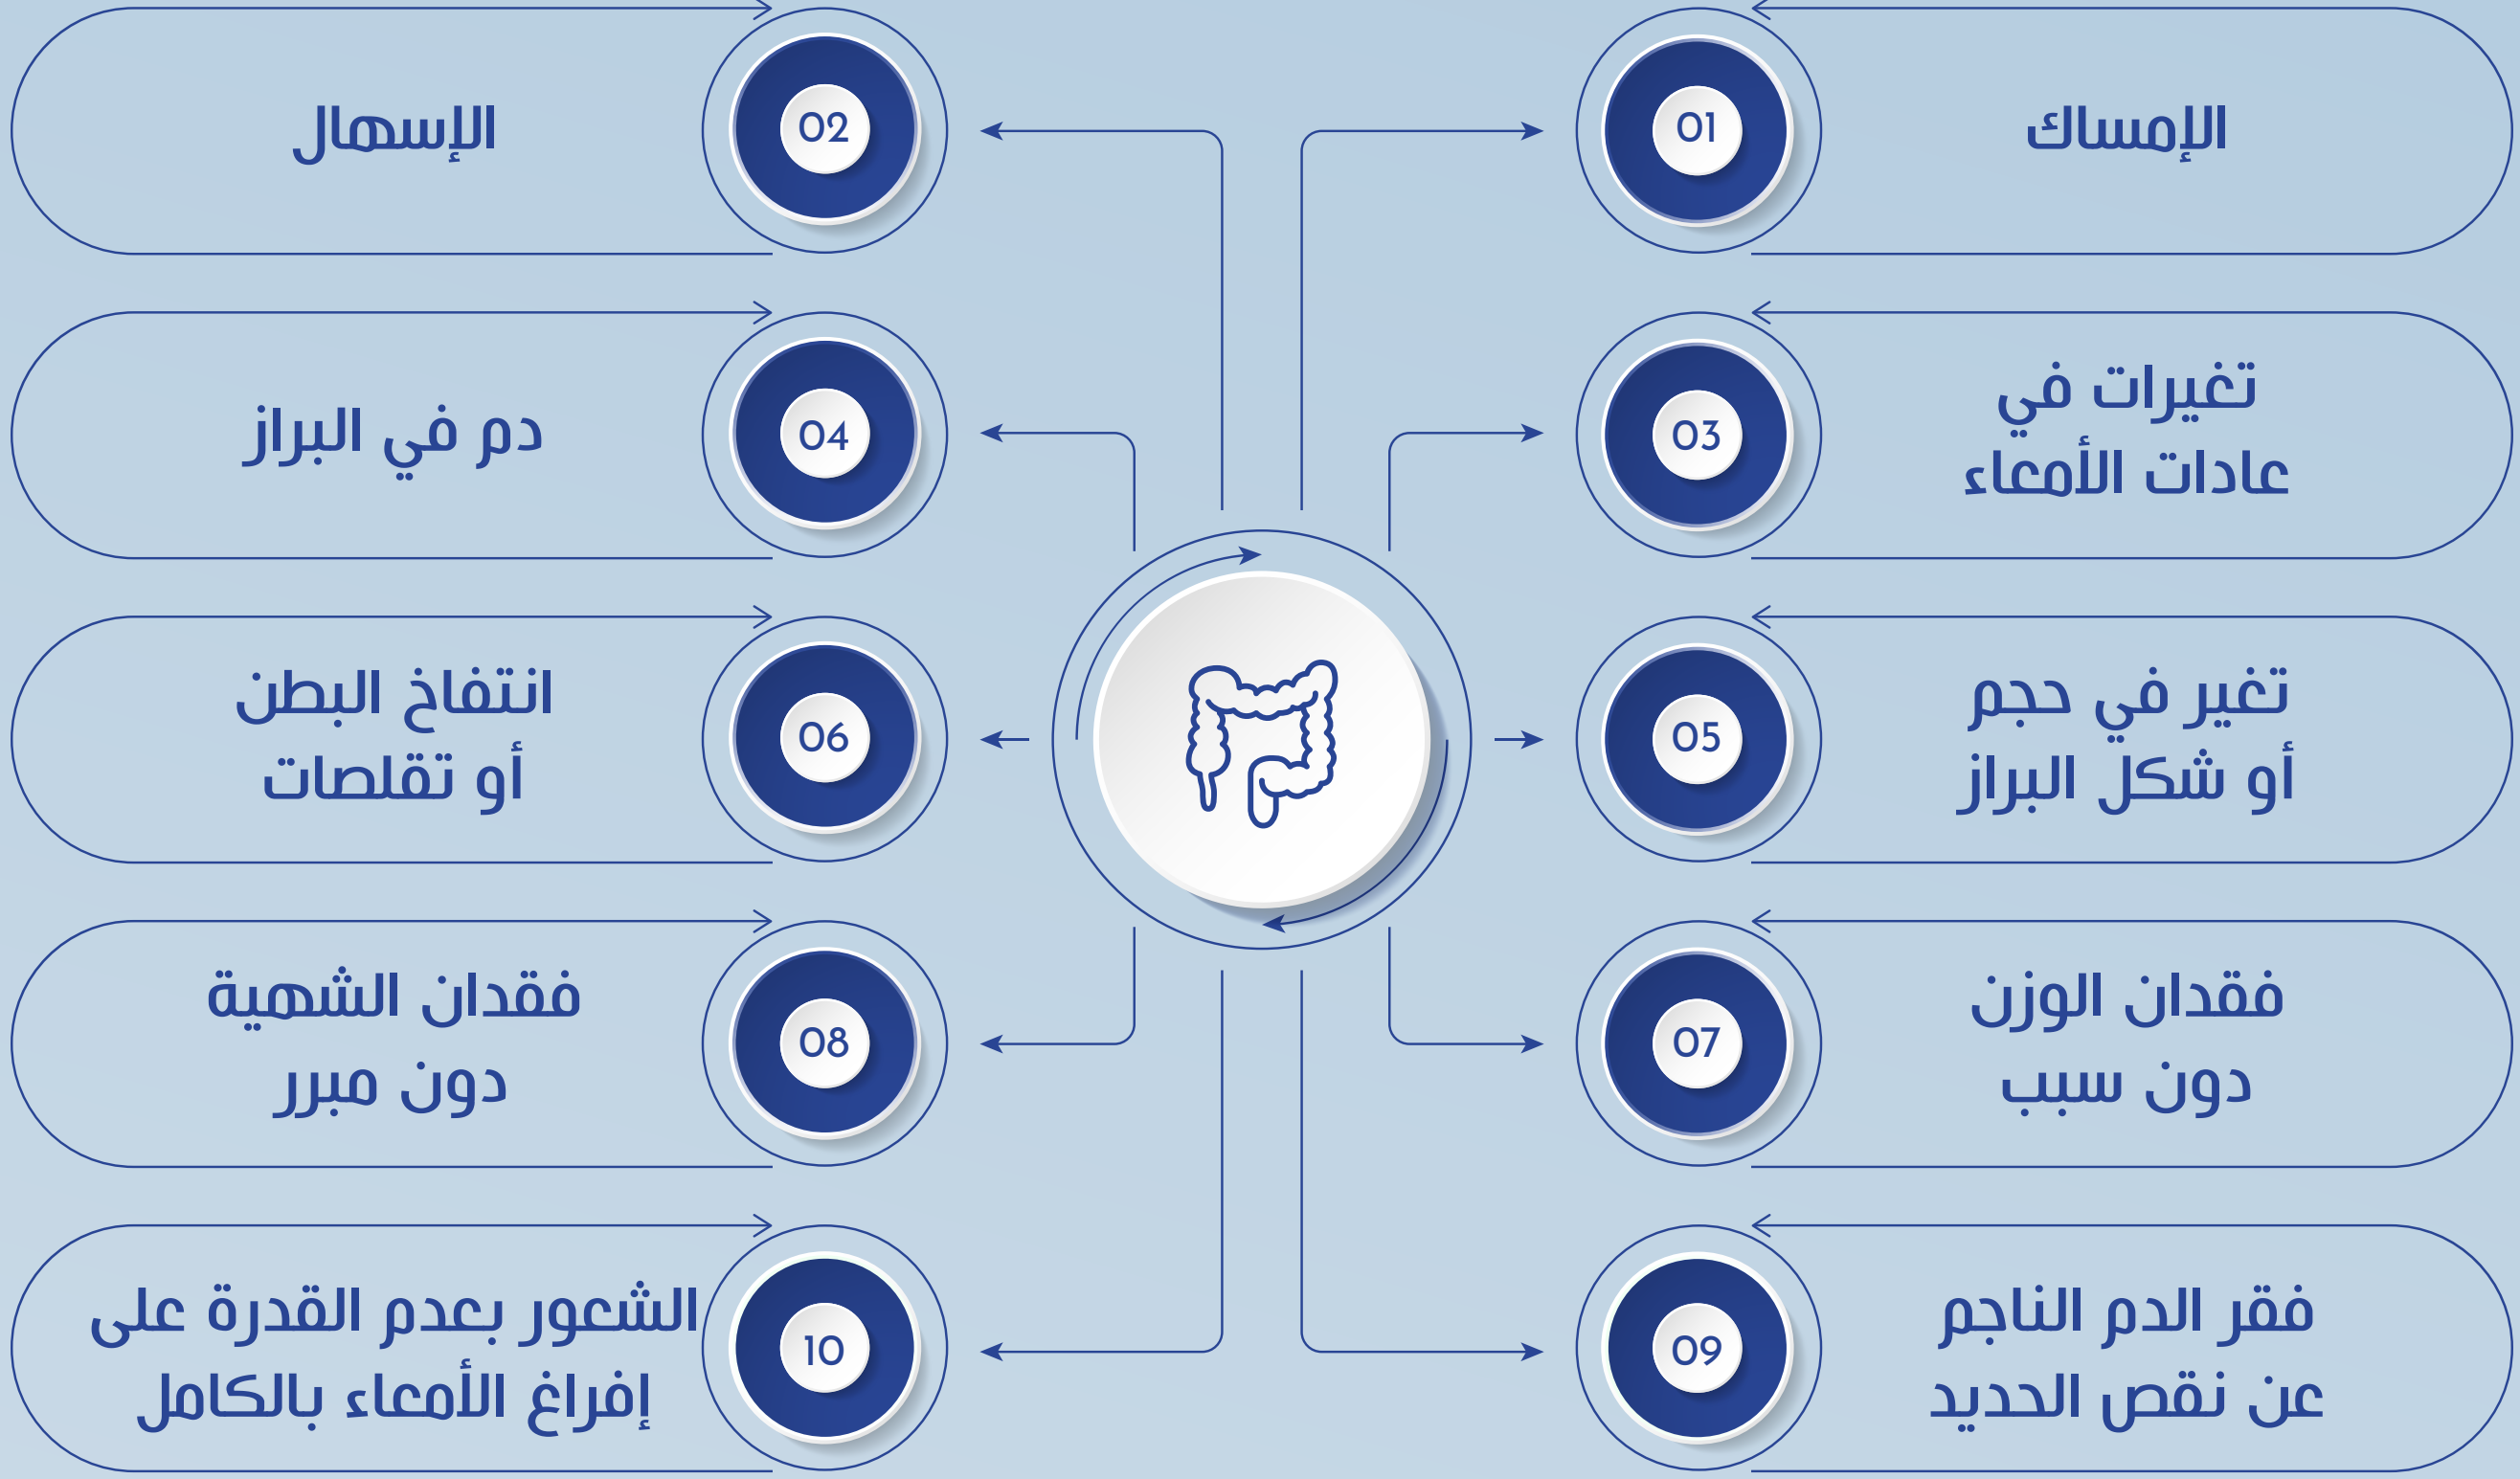 01
الإمساك
02
الإسهال
03
تغيرات في
عادات الأمعاء
04
دم في البراز
05
تغير في حجم
أو شكل البراز
06
انتفاخ البطن
أو تقلصات
07
فقدان الوزن
دون سبب
08
فقدان الشهيه
دون مبرر
09
فقر الدم الناجم
عن نقص الحديد
10
الشعور بعدم القدرة على
إفراغ الأمعاء بالكامل